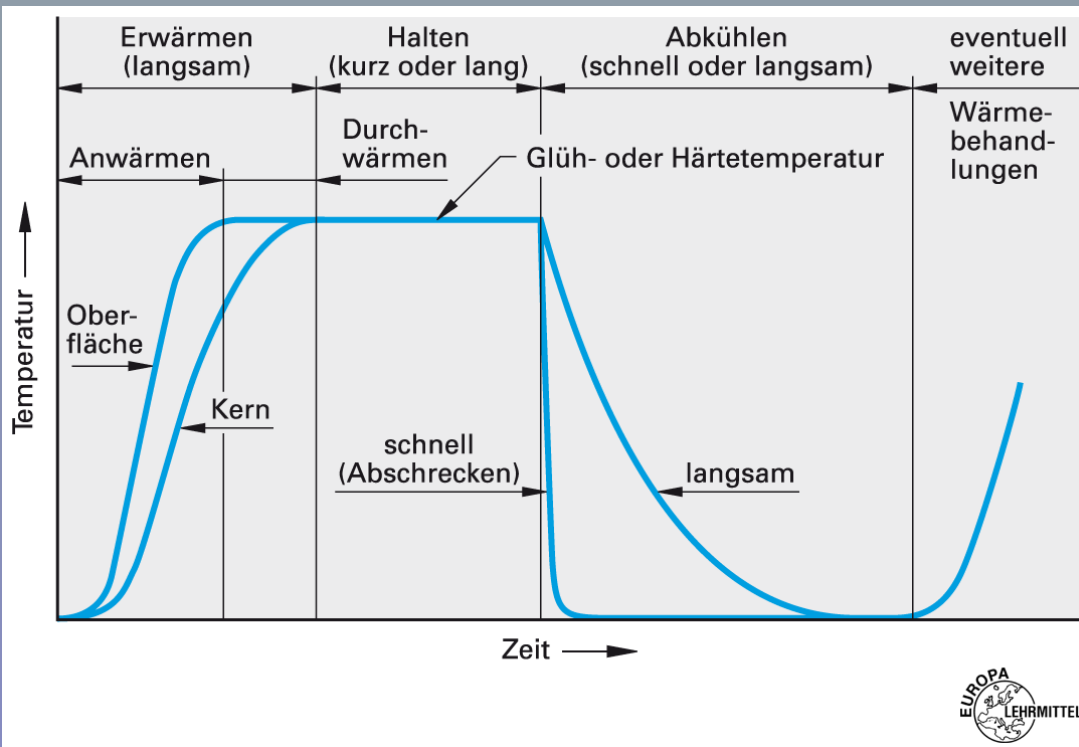 Erwärmen
(langsam)
Halten
(kurz oder lang)
Abkühlen
(schnell oder langsam)
eventuell
weitere
Wärme-
behand-
lungen
Anwärmen
Durch-
wärmen
Glüh- oder Härtetemperatur
Ober-
fläche
Kern
schnell
(Abschrecken)
langsam
Temperatur
Zeit
EUROPA
LEHRMITTEL